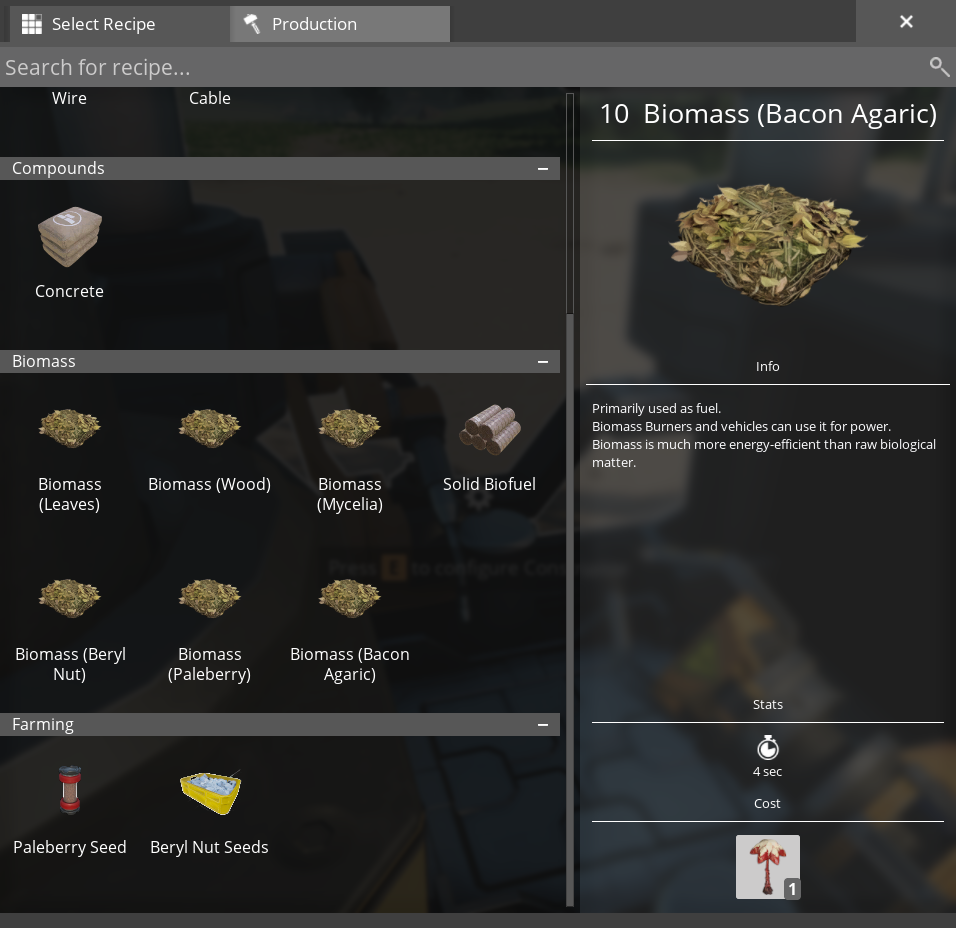 Select Recipe
Production
Search for recipe...
Wire
Cable
Compounds
Concrete
Biomass
Biomass
(Leaves)
Biomass (Wood)
Biomass
(Mycelia)
Solid Biofuel
Press E to configure
Biomass (Beryl
Nut)
Biomass
(Paleberry)
Biomass (Bacon
Agaric)
Farming
Paleberry Seed
Beryl Nut Seeds
10 Biomass (Bacon Agaric)
Info
Primarily used as fuel.
Biomass Burners and vehicles can use it for power.
Biomass is much more energy-efficient than raw biological
matter.
Stats
4 sec
Cost
1